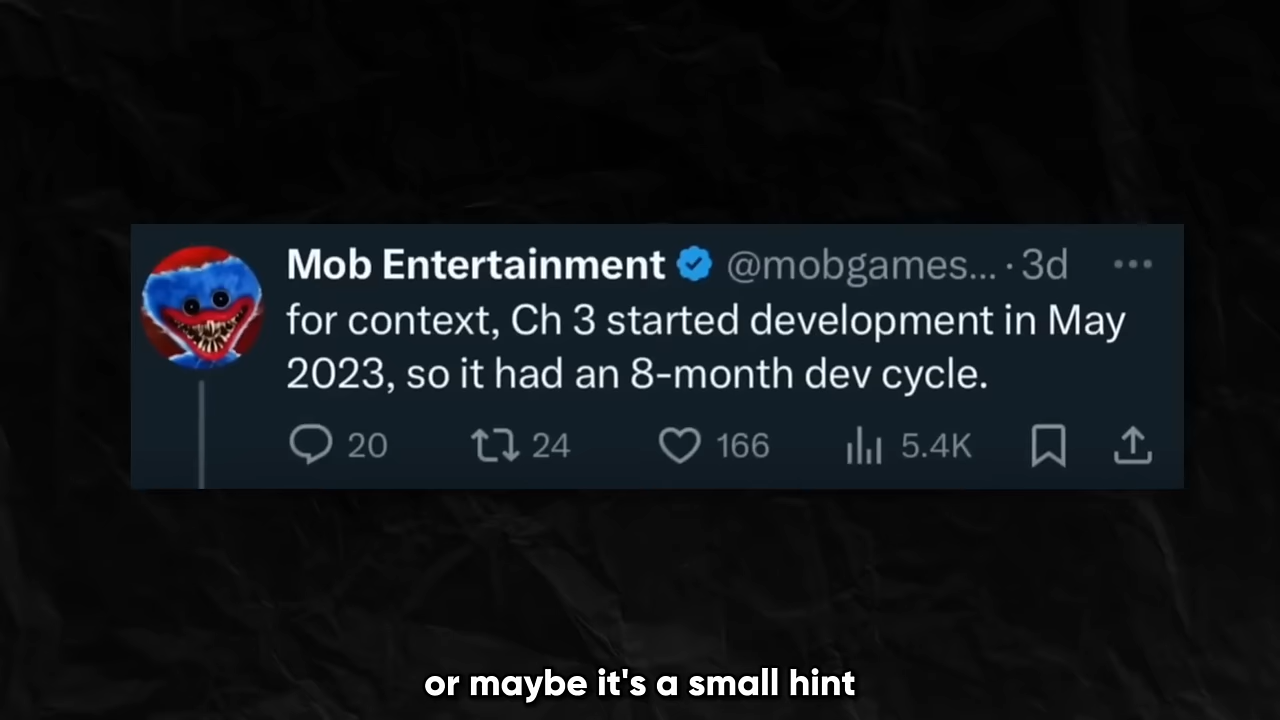 Mob Entertainment @mobgames... · 3d
for context, Ch 3 started development in May
2023, so it had an 8-month dev cycle.
20 24 166 5.4K
or maybe it's a small hint